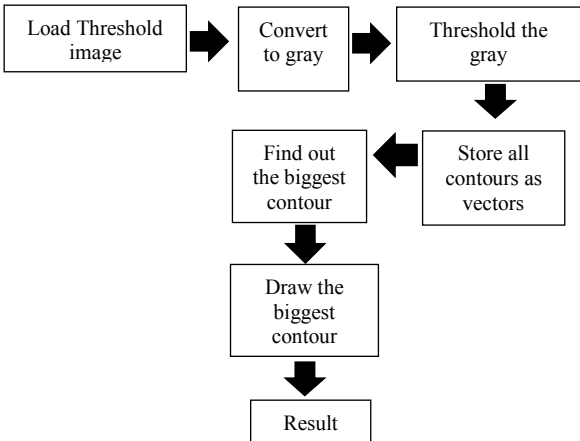 Load Threshold
image
Convert
to gray
Threshold the
gray
Store all
contours as
vectors
Find out
the biggest
contour
Draw the
biggest
contour
Result